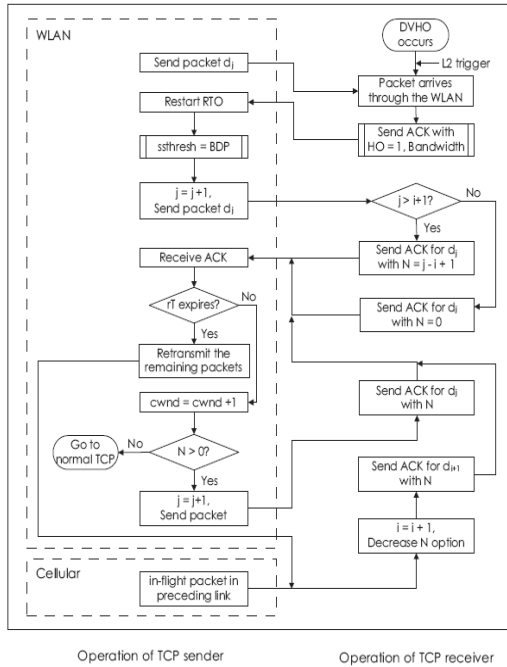 WLAN
Send packet dj
Restart RTO
ssthresh = BDP
j = j+1,
Send packet dj
Receive ACK
rT expires?
No
Yes
Retransmit the
remaining packets
cwnd = cwnd +1
N > 0?
No
Go to
normal TCP
Yes
j = j+1,
Send packet
Cellular
in-flight packet in
preceding link
DVHO
occurs
L2 trigger
Packet arrives
through the WLAN
Send ACK with
HO = 1, Bandwidth
j > i+1?
No
Yes
Send ACK for dj
with N = j - i + 1
Send ACK for dj
with N = 0
Send ACK for dj
with N
Send ACK for di+1
with N
i = i + 1,
Decrease N option
Operation of TCP sender
Operation of TCP receiver